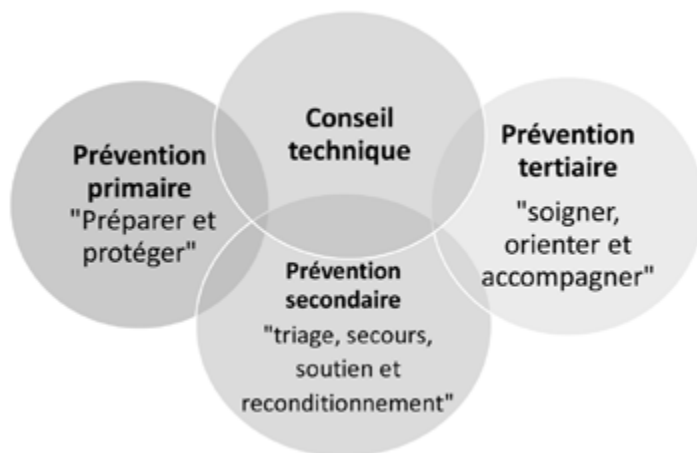 Conseil
technique
Prévention
primaire
"Préparer et
protéger"
Prévention
tertiaire
"soigner,
orienter et
accompagner"
Prévention
secondaire
"triage, secours,
soutien et
reconditionnement"